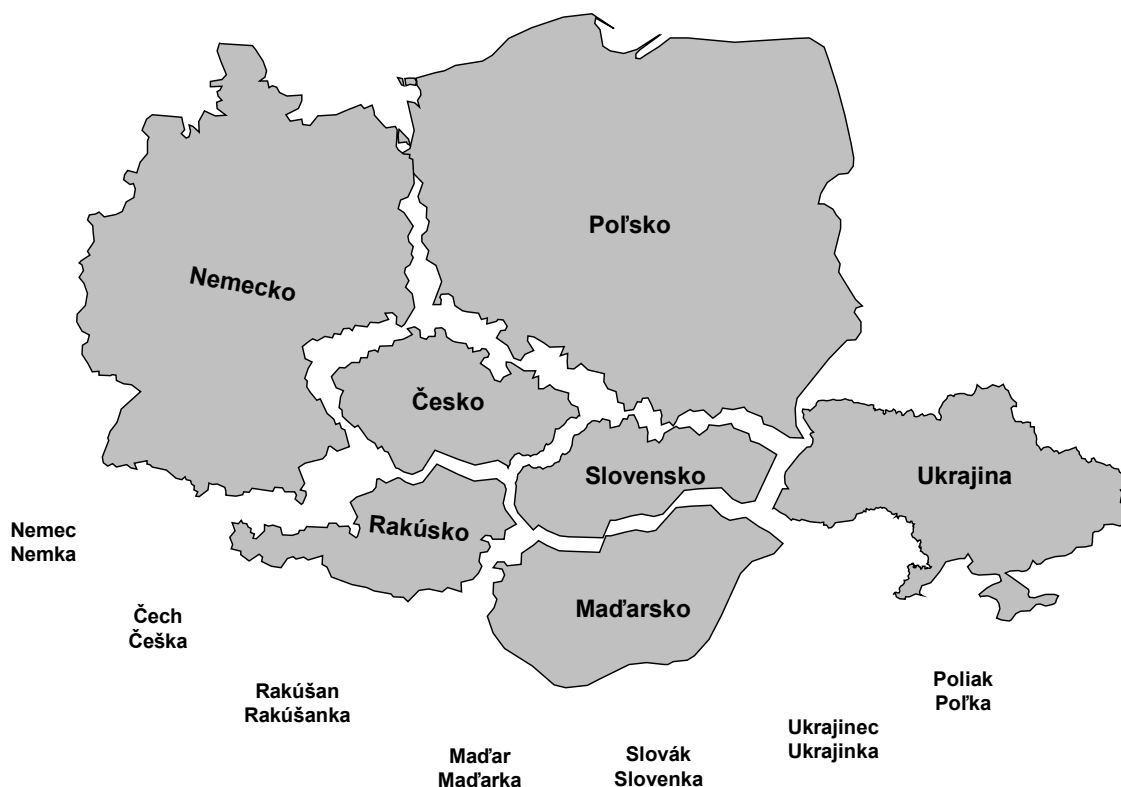 Poľsko
Nemecko
Česko
Slovensko
Ukrajina
Rakúsko
Maďarsko
Nemec
Nemka
Čech
Češka
Rakúšan
Rakúšanka
Maďar
Maďarka
Slovák
Slovenka
Ukrajinec
Ukrajinka
Poliak
Poľka